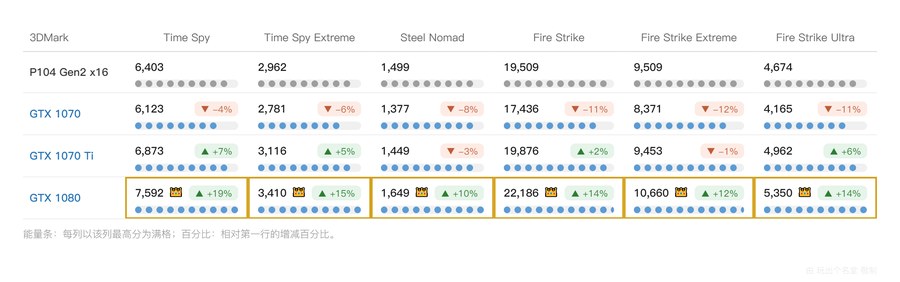 3DMark Time Spy Time Spy Extreme Steel Nomad Fire Strike Fire Strike Extreme Fire Strike Ultra
P104 Gen2 x16 6,403 2,962 1,499 19,509 9,509 4,674
GTX 1070 6,123 ▼ −4% 2,781 ▼ −6% 1,377 ▼ −8% 17,436 ▼ −11% 8,371 ▼ −12% 4,165 ▼ −11%
GTX 1070 Ti 6,873 ▲ +7% 3,116 ▲ +5% 1,449 ▼ −3% 19,876 ▲ +2% 9,453 ▼ −1% 4,962 ▲ +6%
GTX 1080 7,592 ▲ +19% 3,410 ▲ +15% 1,649 ▲ +10% 22,186 ▲ +14% 10,660 ▲ +12% 5,350 ▲ +14%
能量条：每列以该列最高分为满格；百分比：相对第一行的增减百分比。